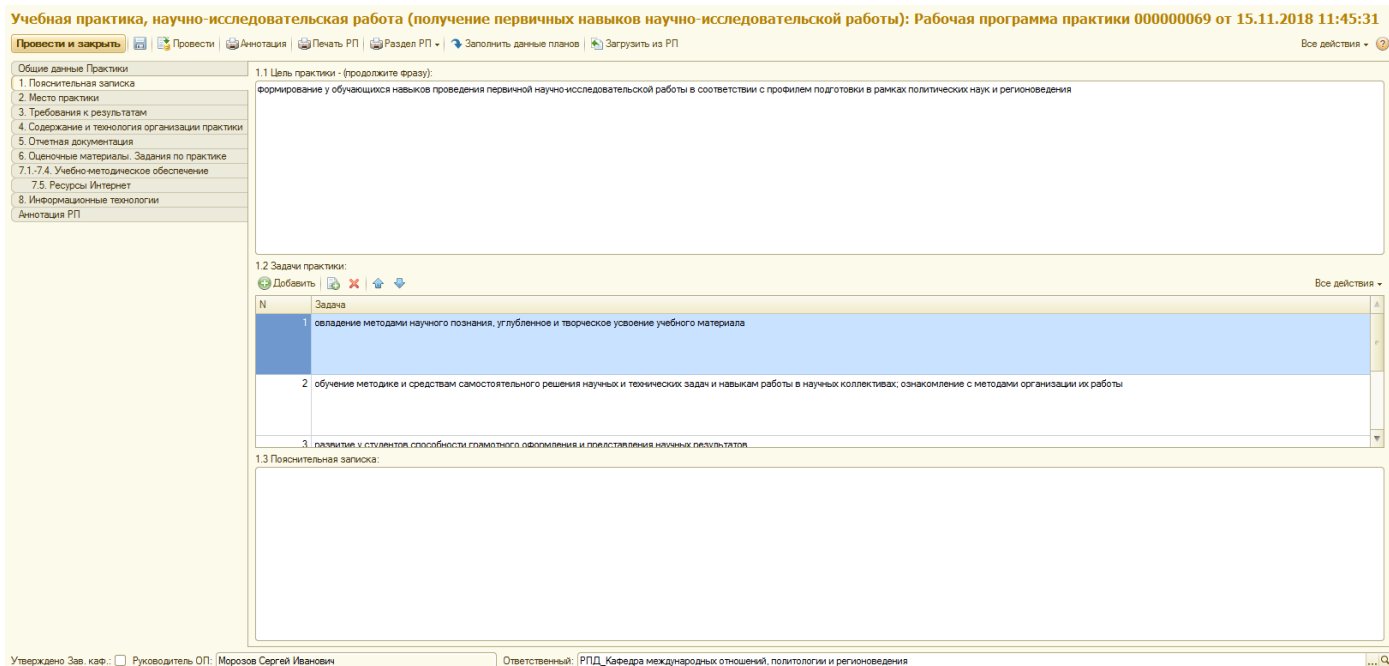 Учебная практика, научно-исследовательская работа (получение первичных навыков научно-исследовательской работы): Рабочая программа практики 000000069 от 15.11.2018 11:45:31
Провести и закрыть Провести Аннотация Печать РП Раздел РП Заполнить данные планов Загрузить из РП Все действия ?
Общие данные Практики
1. Пояснительная записка
2. Место практики
3. Требования к результатам
4. Содержание и технология организации практики
5. Отчетная документация
6. Оценочные материалы. Задания по практике
7.1.-7.4. Учебно-методическое обеспечение
7.5. Ресурсы Интернет
8. Информационные технологии
Аннотация РП
1.1 Цель практики - (продолжите фразу):
формирование у обучающихся навыков проведения первичной научно-исследовательской работы в соответствии с профилем подготовки в рамках политических наук и регионоведения
1.2 Задачи практики:
Добавить Все действия
N Задача
1 овладение методами научного познания, углубленное и творческое усвоение учебного материала
2 обучение методике и средствам самостоятельного решения научных и технических задач и навыкам работы в научных коллективах; ознакомление с методами организации их работы
3 развитие у студентов способности грамотного оформления и представления научных результатов
1.3 Пояснительная записка:
Утверждено Зав. каф.: Руководитель ОП: Морозов Сергей Иванович Ответственный: РПД_Кафедра международных отношений, политологии и регионоведения ...